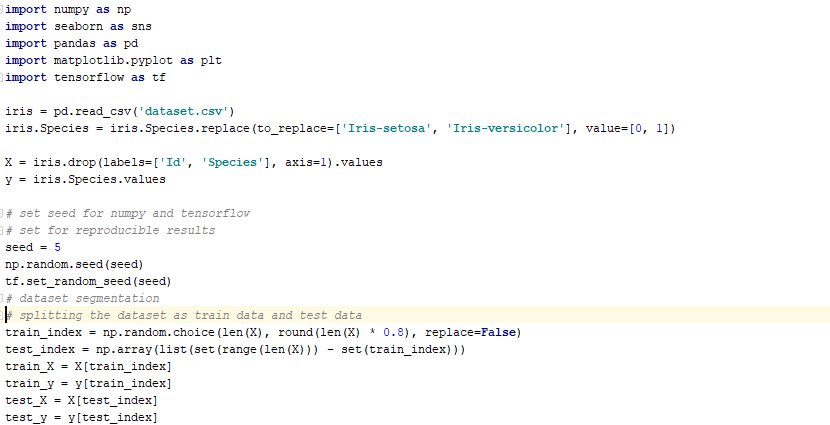 import numpy as np
import seaborn as sns
import pandas as pd
import matplotlib.pyplot as plt
import tensorflow as tf
iris = pd.read_csv('dataset.csv')
iris.Species = iris.Species.replace(to_replace=['Iris-setosa', 'Iris-versicolor'], value=[0, 1])
X = iris.drop(labels=['Id', 'Species'], axis=1).values
y = iris.Species.values
# set seed for numpy and tensorflow
# set for reproducible results
seed = 5
np.random.seed(seed)
tf.set_random_seed(seed)
# dataset segmentation
# splitting the dataset as train data and test data
train_index = np.random.choice(len(X), round(len(X) * 0.8), replace=False)
test_index = np.array(list(set(range(len(X))) - set(train_index)))
train_X = X[train_index]
train_y = y[train_index]
test_X = X[test_index]
test_y = y[test_index]